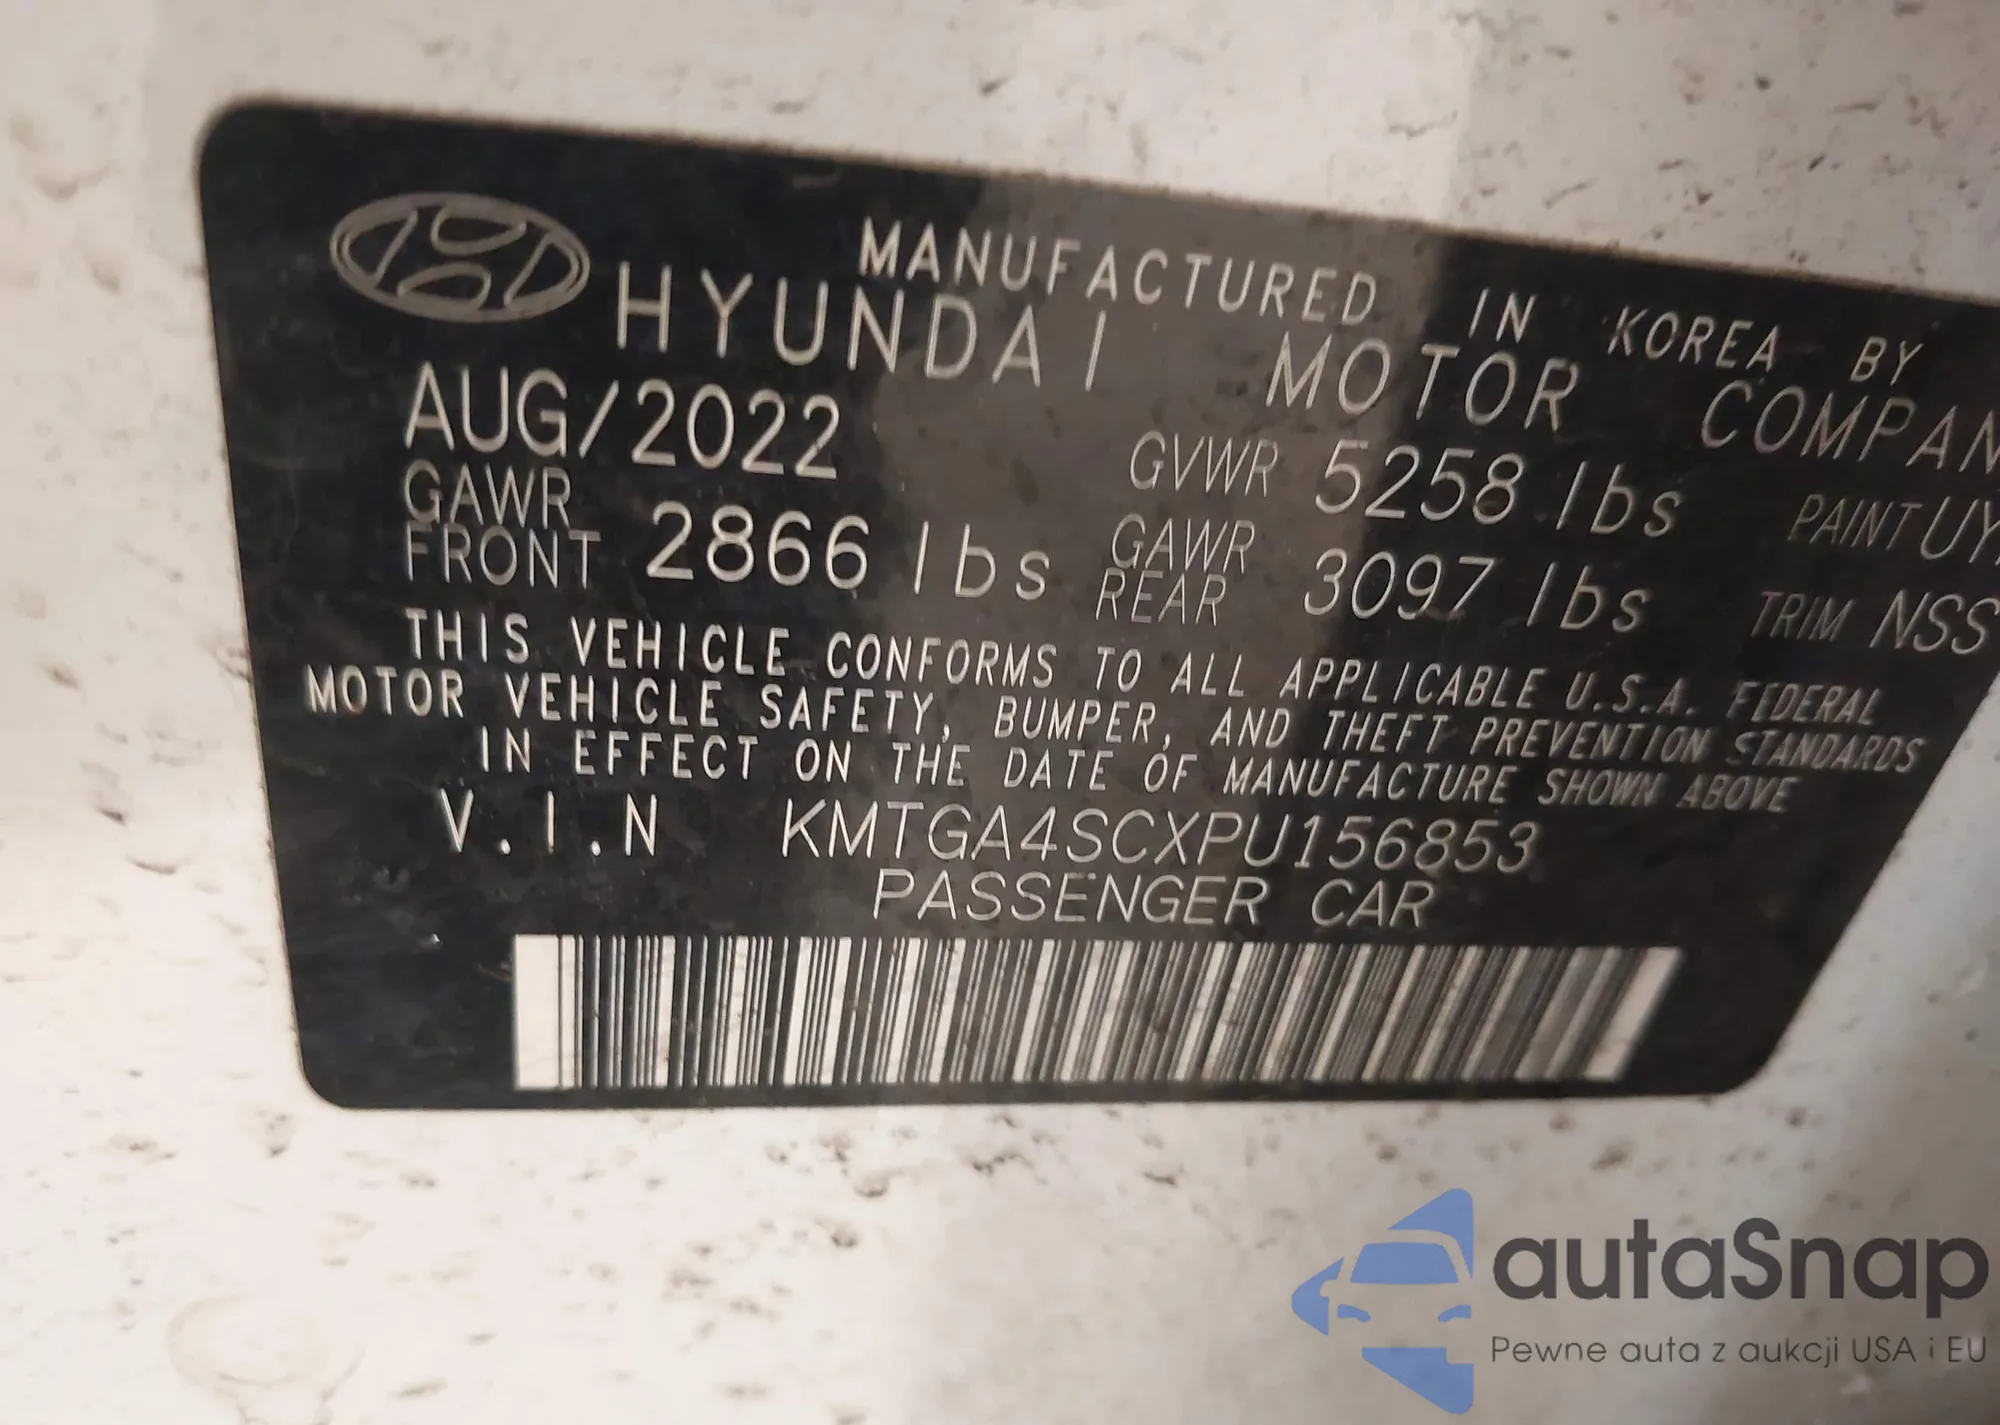 MANUFACTURED IN KOREA BY
HYUNDAI MOTOR COMPAN
AUG/2022 GVWR 5258 lbs PAINT UY
GAWR FRONT 2866 lbs GAWR REAR 3097 lbs TRIM NSS
THIS VEHICLE CONFORMS TO ALL APPLICABLE U.S.A. FEDERAL
MOTOR VEHICLE SAFETY, BUMPER, AND THEFT PREVENTION STANDARDS
IN EFFECT ON THE DATE OF MANUFACTURE SHOWN ABOVE
V.I.N KMTGA4SCXPU156853
PASSENGER CAR
autaSnap
Pewne auta z aukcji USA i EU